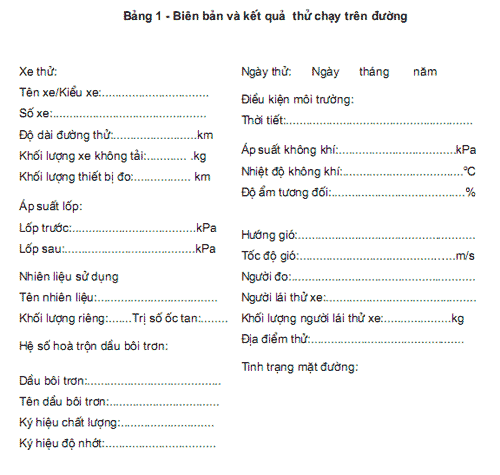 Bảng 1 - Biên bản và kết quả thử chạy trên đường
Xe thử:
Tên xe/Kiểu xe:................................
Số xe:..............................................
Độ dài đường thử:.........................km
Khối lượng xe không tải:............ .kg
Khối lượng thiết bị đo:................. km
Áp suất lốp:
Lốp trước:.....................................kPa
Lốp sau:.......................................kPa
Nhiên liệu sử dụng
Tên nhiên liệu:....................................
Khối lượng riêng:.......Trị số ốc tan:........
Hệ số hoà trộn dầu bôi trơn:
Dầu bôi trơn:........................................
Tên dầu bôi trơn:.................................
Ký hiệu chất lượng:............................
Ký hiệu độ nhớt:.................................
Ngày thử: Ngày tháng năm
Điều kiện môi trường:
Thời tiết:........................................................
Áp suất không khí:...................................kPa
Nhiệt độ không khí:....................................°C
Độ ẩm tương đối:........................................%
Hướng gió:.....................................................
Tốc độ gió:...............................................m/s
Người đo:.......................................................
Người lái thử xe:.............................................
Khối lượng người lái thử xe:....................kg
Địa điểm thử:..............................................
Tình trạng mặt đường: